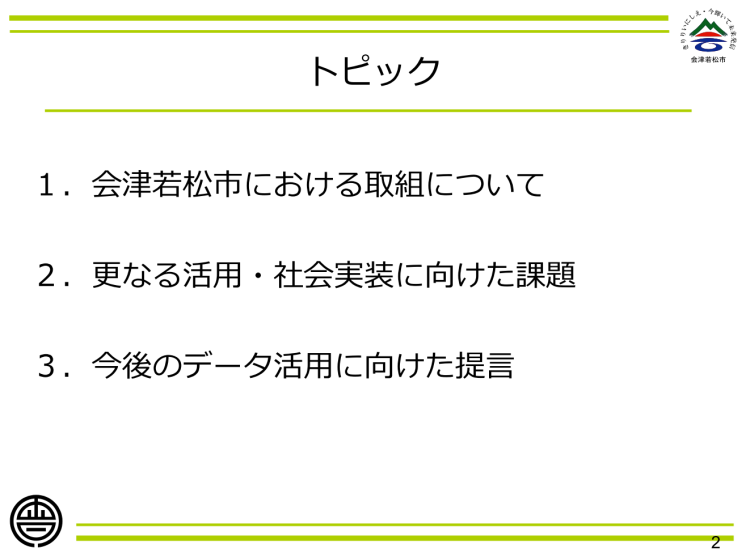 会津若松市
トピック
１．会津若松市における取組について
２．更なる活用・社会実装に向けた課題
３．今後のデータ活用に向けた提言
2